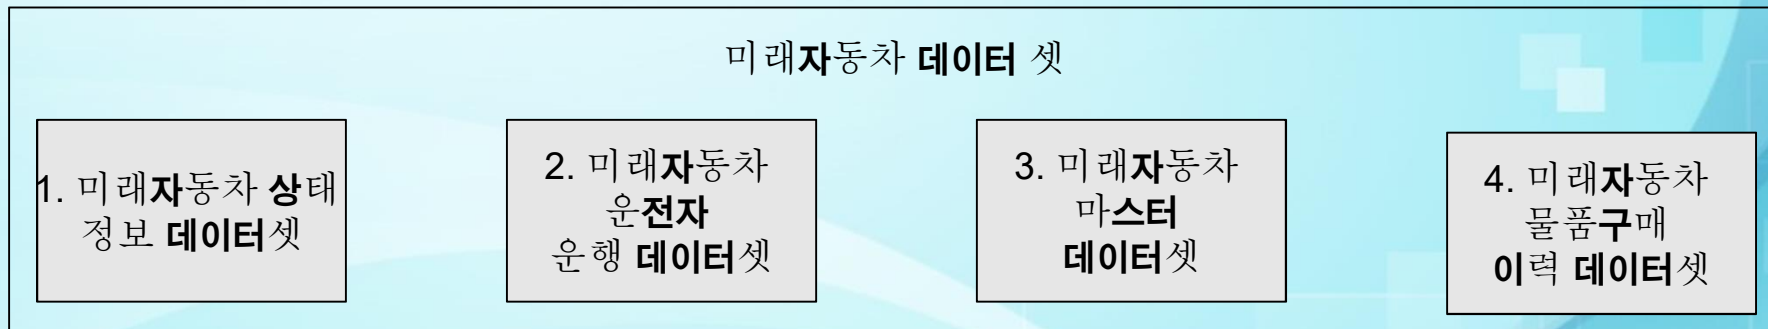 미래자동차 데이터 셋
1. 미래자동차 상태
정보 데이터셋
2. 미래자동차
운전자
운행 데이터셋
3. 미래자동차
마스터
데이터셋
4. 미래자동차
물품구매
이력 데이터셋